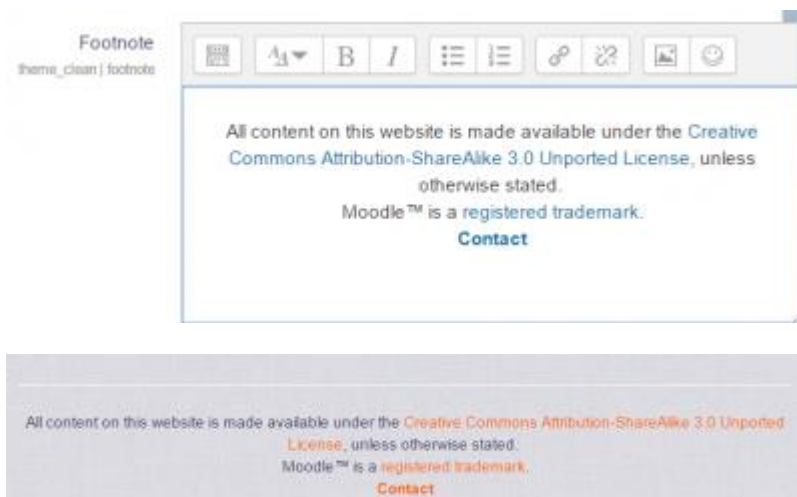 Footnote
theme_clean | footnote
B I
All content on this website is made available under the Creative
Commons Attribution-ShareAlike 3.0 Unported License, unless
otherwise stated.
Moodle™ is a registered trademark.
Contact
All content on this website is made available under the Creative Commons Attribution-ShareAlike 3.0 Unported
License, unless otherwise stated.
Moodle™ is a registered trademark.
Contact